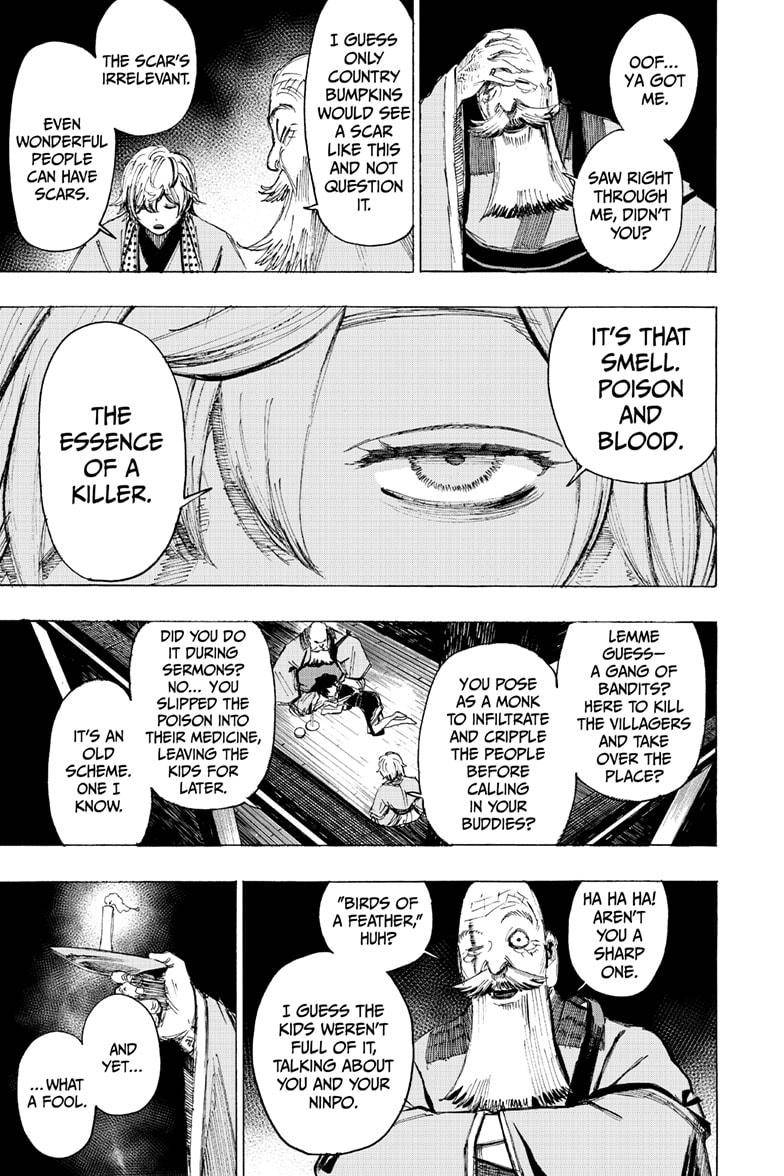 OOF...
YA GOT
ME.
SAW RIGHT
THROUGH
ME, DIDN'T
YOU?
I GUESS
ONLY
COUNTRY
BUMPKINS
WOULD SEE
A SCAR
LIKE THIS
AND NOT
QUESTION
IT.
THE SCAR'S
IRRELEVANT.
EVEN
WONDERFUL
PEOPLE
CAN HAVE
SCARS.
IT'S THAT
SMELL.
POISON
AND
BLOOD.
THE
ESSENCE
OF A
KILLER.
LEMME
GUESS—
A GANG OF
BANDITS?
HERE TO KILL
THE VILLAGERS
AND TAKE
OVER THE
PLACE?
YOU POSE
AS A MONK
TO INFILTRATE
AND CRIPPLE
THE PEOPLE
BEFORE
CALLING
IN YOUR
BUDDIES?
DID YOU DO
IT DURING
SERMONS?
NO... YOU
SLIPPED THE
POISON INTO
THEIR MEDICINE,
LEAVING THE
KIDS FOR
LATER.
IT'S AN
OLD
SCHEME.
ONE I
KNOW.
HA HA HA!
AREN'T
YOU A
SHARP
ONE.
"BIRDS OF
A FEATHER,"
HUH?
I GUESS THE
KIDS WEREN'T
FULL OF IT,
TALKING ABOUT
YOU AND YOUR
NINPO.
AND
YET...
...WHAT
A FOOL.